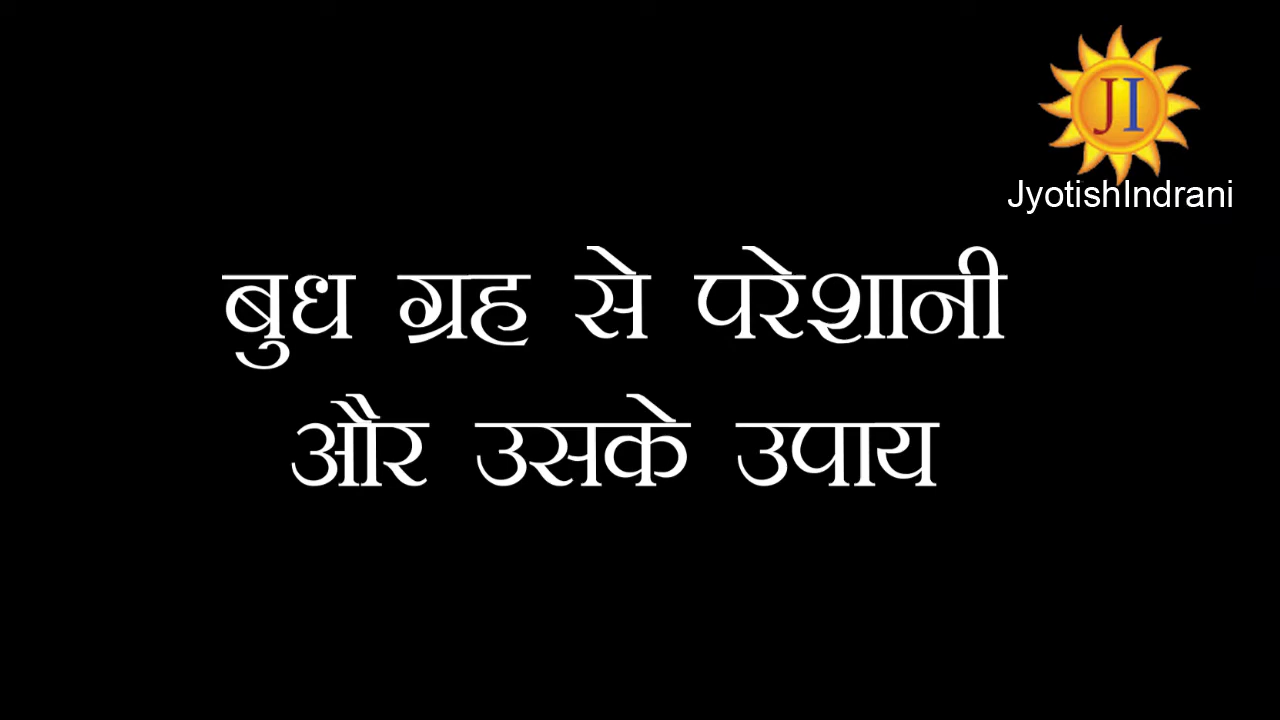 JI
JyotishIndrani
बुध ग्रह से परेशानी
और उसके उपाय